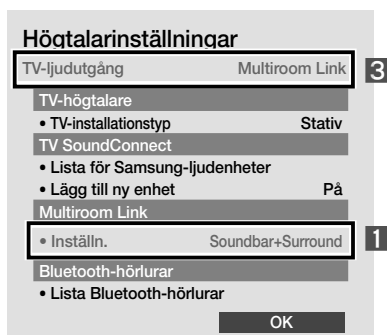 Högtalarinställningar
TV-ljudutgång Multiroom Link 3
TV-högtalare
• TV-installationstyp Stativ
TV SoundConnect
• Lista för Samsung-ljudenheter
• Lägg till ny enhet På
Multiroom Link
• Inställn. Soundbar+Surround 1
Bluetooth-hörlurar
• Lista Bluetooth-hörlurar
OK